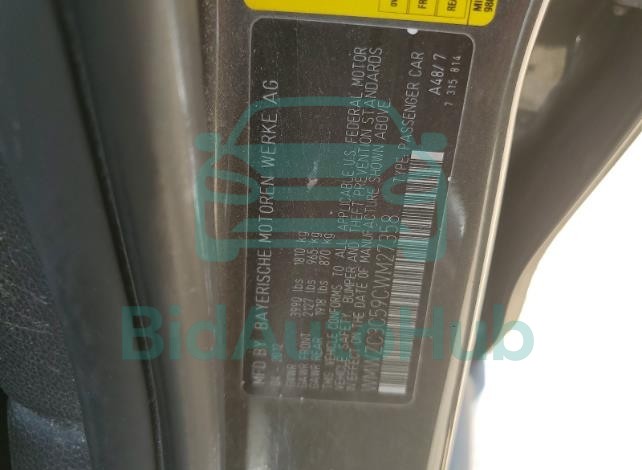 MFD. BY: BAYERISCHE MOTOREN WERKE AG
04 - 2012
GVWR 3990 lbs 1810 kg
GAWR FRONT 2127 lbs 965 kg
GAWR REAR 1918 lbs 870 kg
THIS VEHICLE CONFORMS TO ALL APPLICABLE U.S. FEDERAL MOTOR
VEHICLE SAFETY, BUMPER AND THEFT PREVENTION STANDARDS
IN EFFECT ON THE DATE OF MANUFACTURE SHOWN ABOVE.
TYPE: PASSENGER CAR
A48/ 7
7 315 814
BidAutoHub